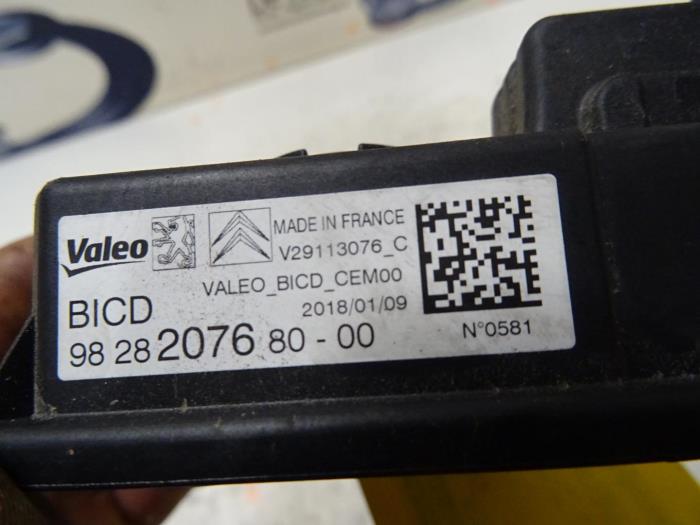 Valeo
MADE IN FRANCE
V29113076_C
VALEO_BICD_CEM00
2018/01/09
BICD
98 28 2076 80 - 00
N°0581